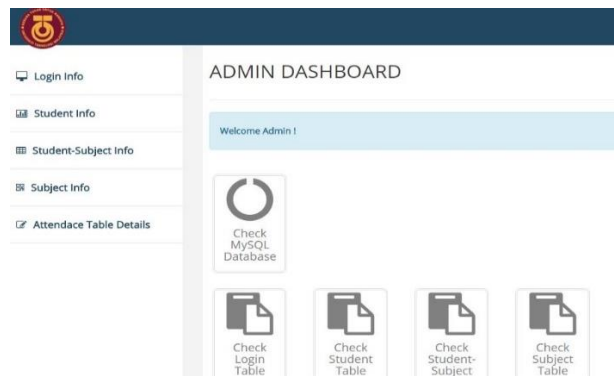 Login Info
Student Info
Student-Subject Info
Subject Info
Attendace Table Details
ADMIN DASHBOARD
Welcome Admin !
Check
MySQL
Database
Check
Login
Table
Check
Student
Table
Check
Student-
Subject
Check
Subject
Table